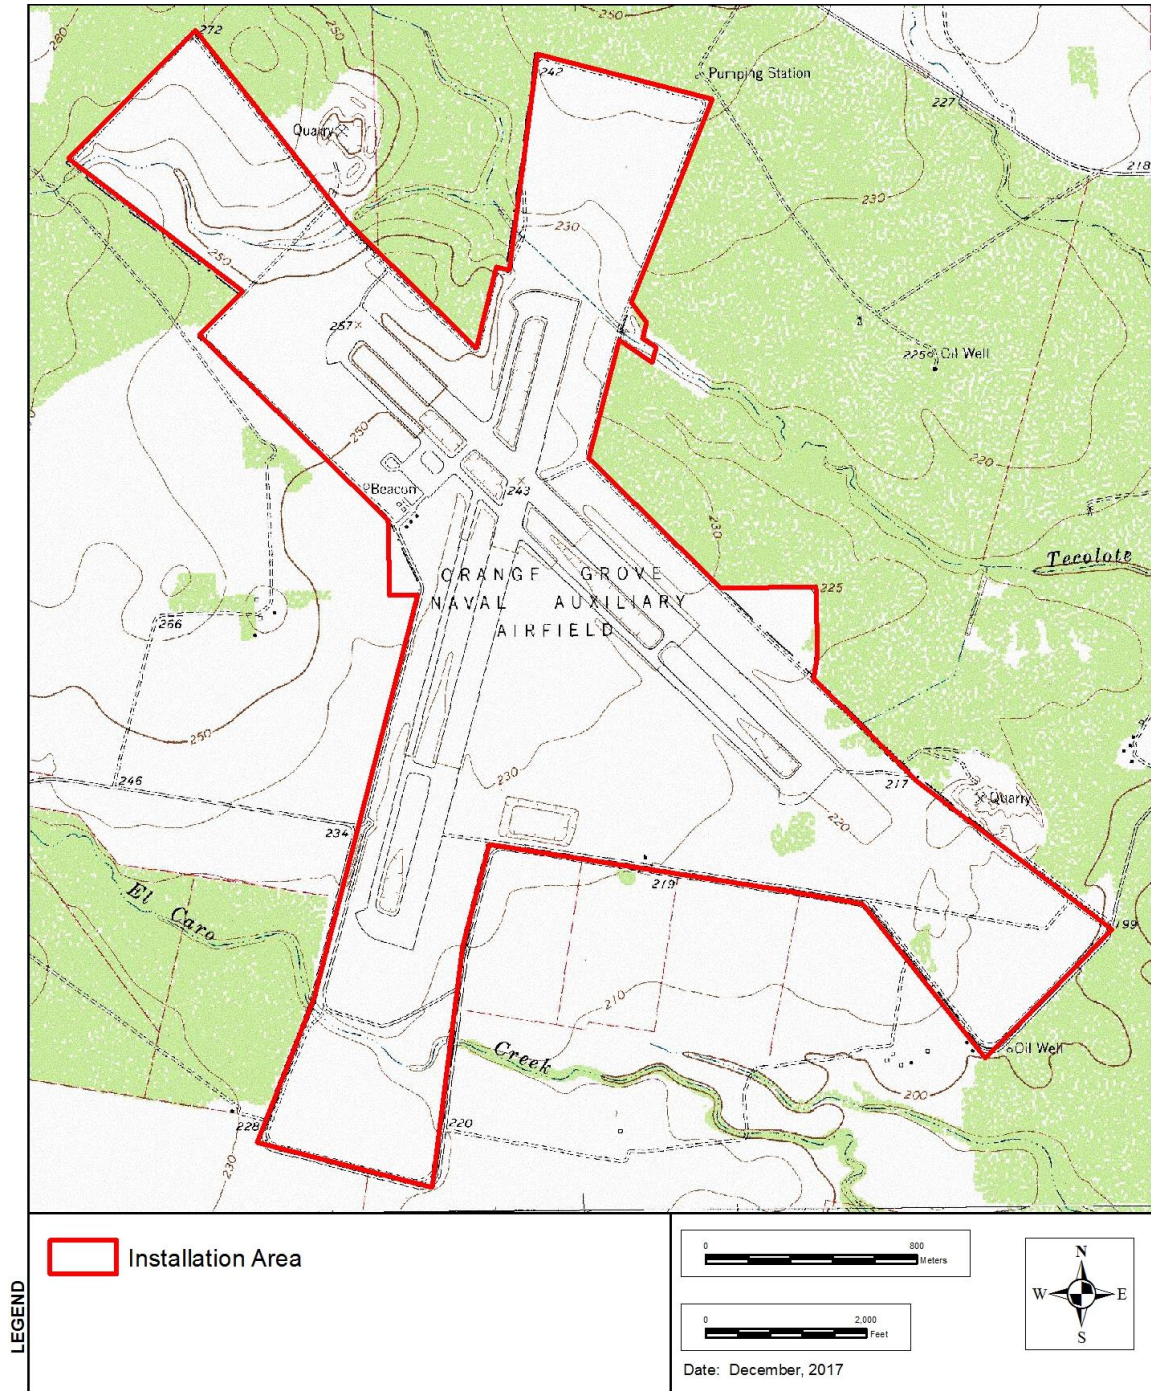 272
250
280
250
242
Pumping Station
227
218
Quarry
230
230
250
257
225 Oil Well
220
250
Beacon
243
230
Tecolote
ORANGE GROVE
NAVAL AUXILIARY
AIRFIELD
225
266
250
246
230
217
Quarry
220
234
219
El Caro
199
210
Creek
Oil Well
200
228
220
230
LEGEND
Installation Area
0 800
Meters
0 2,000
Feet
Date: December, 2017
N
W E
S